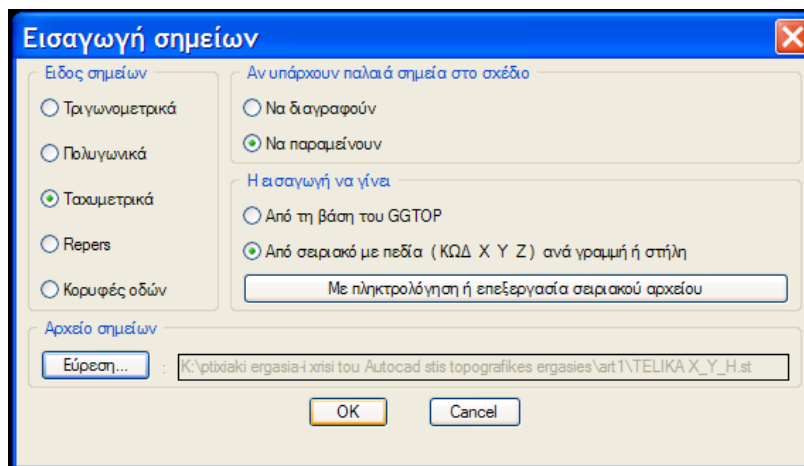 Εισαγωγή σημείων
Ειδος σημείων
Τριγωνομετρικά
Πολυγωνικά
Ταχυμετρικά
Repers
Κορυφές οδών
Αν υπάρχουν παλαιά σημεία στο σχέδιο
Να διαγραφούν
Να παραμείνουν
Η εισαγωγή να γίνει
Από τη βάση του GGTOP
Από σειριακό με πεδία ( ΚΩΔ X Y Z ) ανά γραμμή ή στήλη
Με πληκτρολόγηση ή επεξεργασία σειριακού αρχείου
Αρχείο σημείων
Εύρεση... : K:\ptixiaki ergasia-i xrisi tou Autocad stis topografikes ergasies\art1\TELIKA X_Y_H.st
OK Cancel